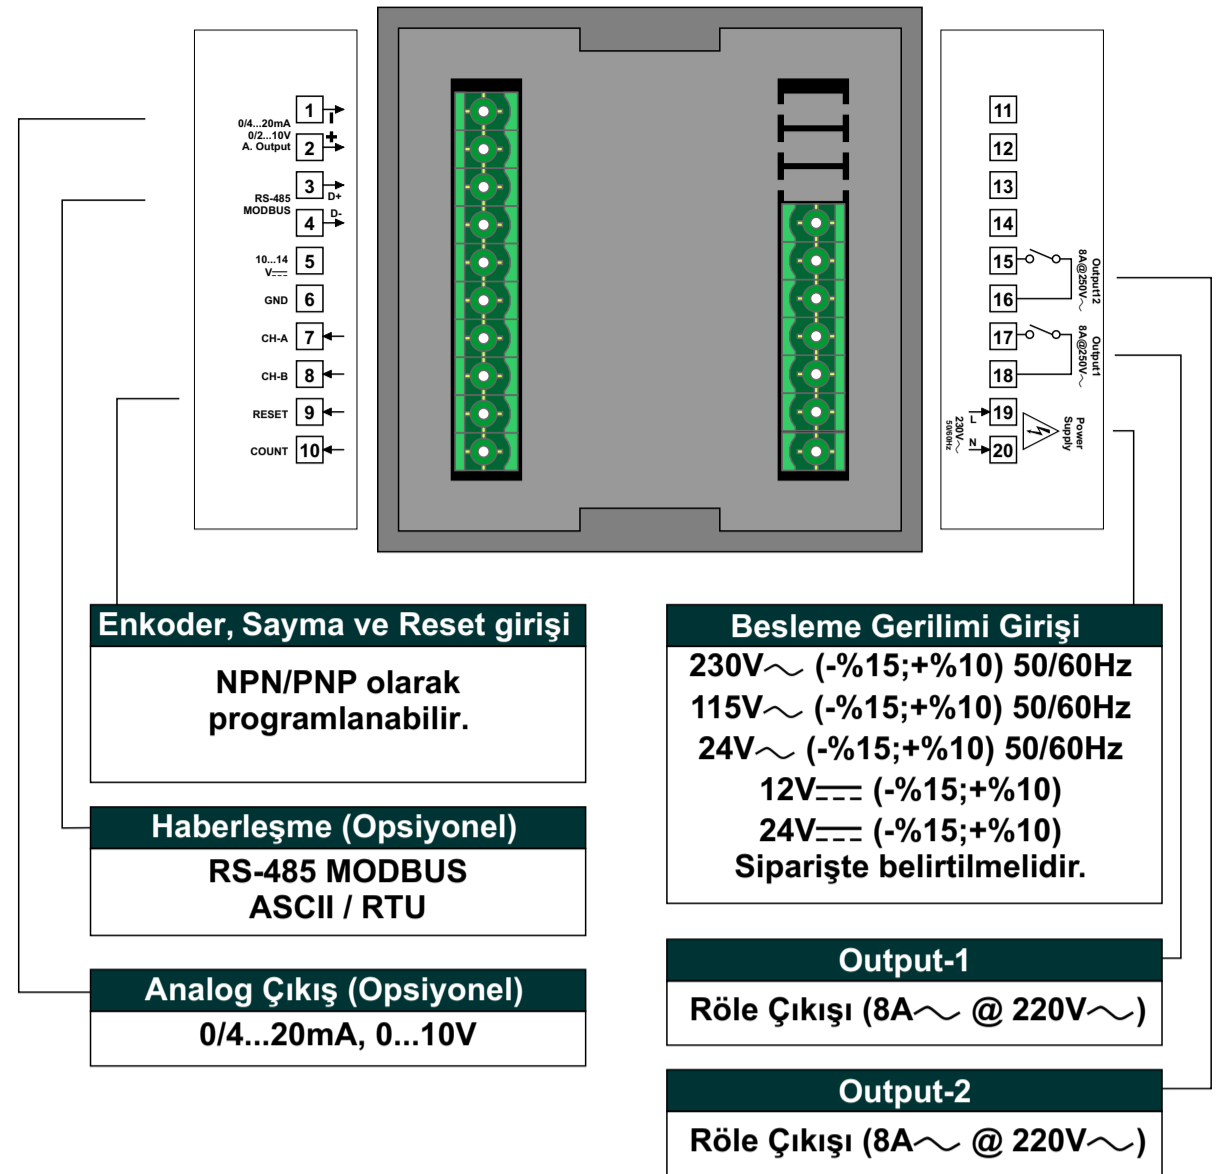 1
0/4...20mA
0/2...10V
A. Output
2
3
D+
RS-485
MODBUS
D-
4
10...14
V
5
GND 6
CH-A 7
CH-B 8
RESET 9
COUNT 10
11
12
13
14
15
16
Output12
8A@250V
17
18
Output1
8A@250V
19
L
20
N
230V
50/60Hz
Power
Supply
Enkoder, Sayma ve Reset girişi
NPN/PNP olarak
programlanabilir.
Haberleşme (Opsiyonel)
RS-485 MODBUS
ASCII / RTU
Analog Çıkış (Opsiyonel)
0/4...20mA, 0...10V
Besleme Gerilimi Girişi
230V (-%15;+%10) 50/60Hz
115V (-%15;+%10) 50/60Hz
24V (-%15;+%10) 50/60Hz
12V (-%15;+%10)
24V (-%15;+%10)
Siparişte belirtilmelidir.
Output-1
Röle Çıkışı (8A @ 220V)
Output-2
Röle Çıkışı (8A @ 220V)